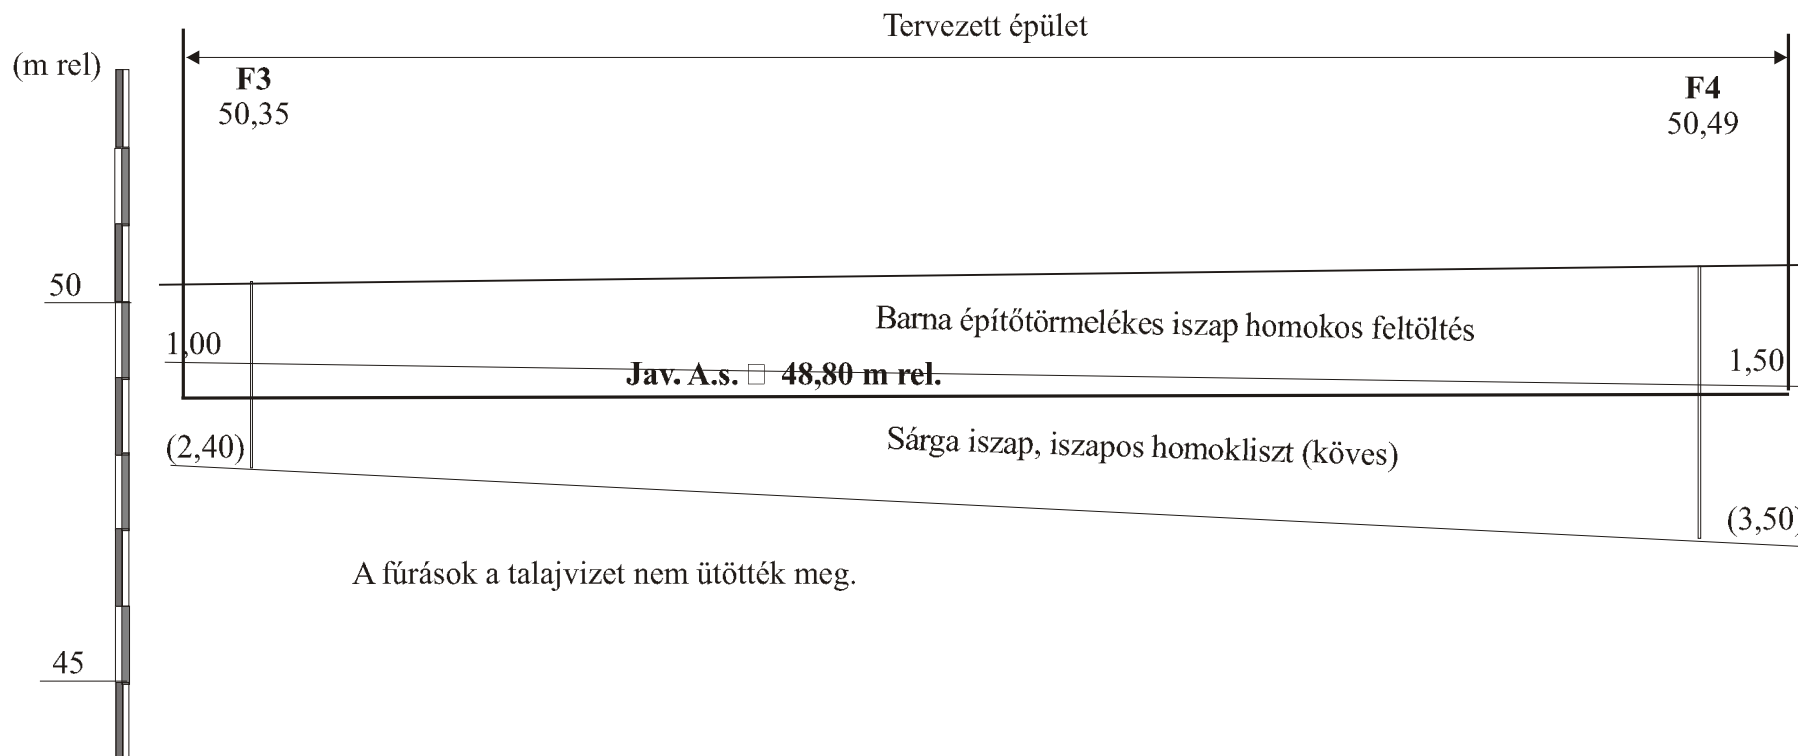 Tervezett épület
(m rel)
F3
50,35
F4
50,49
50
Barna építőtörmelékes iszap homokos feltöltés
1,00
1,50
Jav. A.s. □ 48,80 m rel.
(2,40)
Sárga iszap, iszapos homokliszt (köves)
(3,50)
A fúrások a talajvizet nem ütötték meg.
45